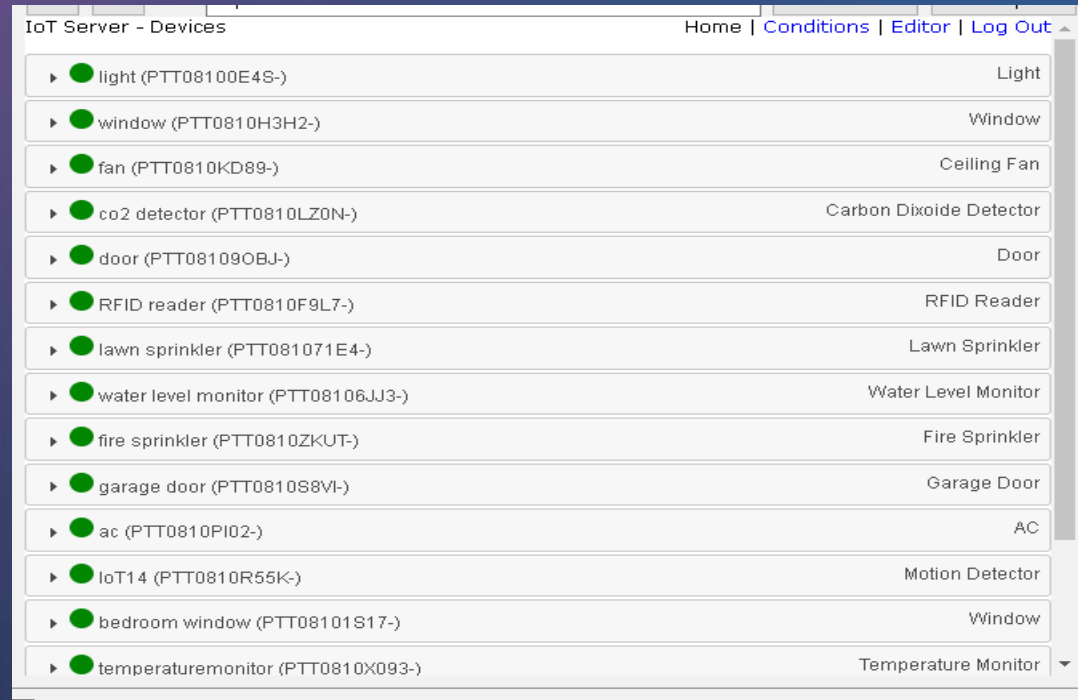 IoT Server - Devices Home | Conditions | Editor | Log Out
light (PTT08100E4S-) Light
window (PTT0810H3H2-) Window
fan (PTT0810KD89-) Ceiling Fan
co2 detector (PTT0810LZ0N-) Carbon Dixoide Detector
door (PTT08109OBJ-) Door
RFID reader (PTT0810F9L7-) RFID Reader
lawn sprinkler (PTT081071E4-) Lawn Sprinkler
water level monitor (PTT08106JJ3-) Water Level Monitor
fire sprinkler (PTT0810ZKUT-) Fire Sprinkler
garage door (PTT0810S8VI-) Garage Door
ac (PTT0810PI02-) AC
IoT14 (PTT0810R55K-) Motion Detector
bedroom window (PTT08101S17-) Window
temperaturemonitor (PTT0810X093-) Temperature Monitor